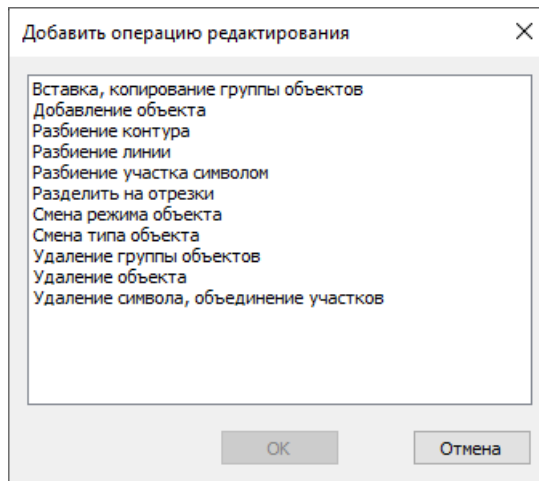 Добавить операцию редактирования
Вставка, копирование группы объектов
Добавление объекта
Разбиение контура
Разбиение линии
Разбиение участка символом
Разделить на отрезки
Смена режима объекта
Смена типа объекта
Удаление группы объектов
Удаление объекта
Удаление символа, объединение участков
ОК
Отмена